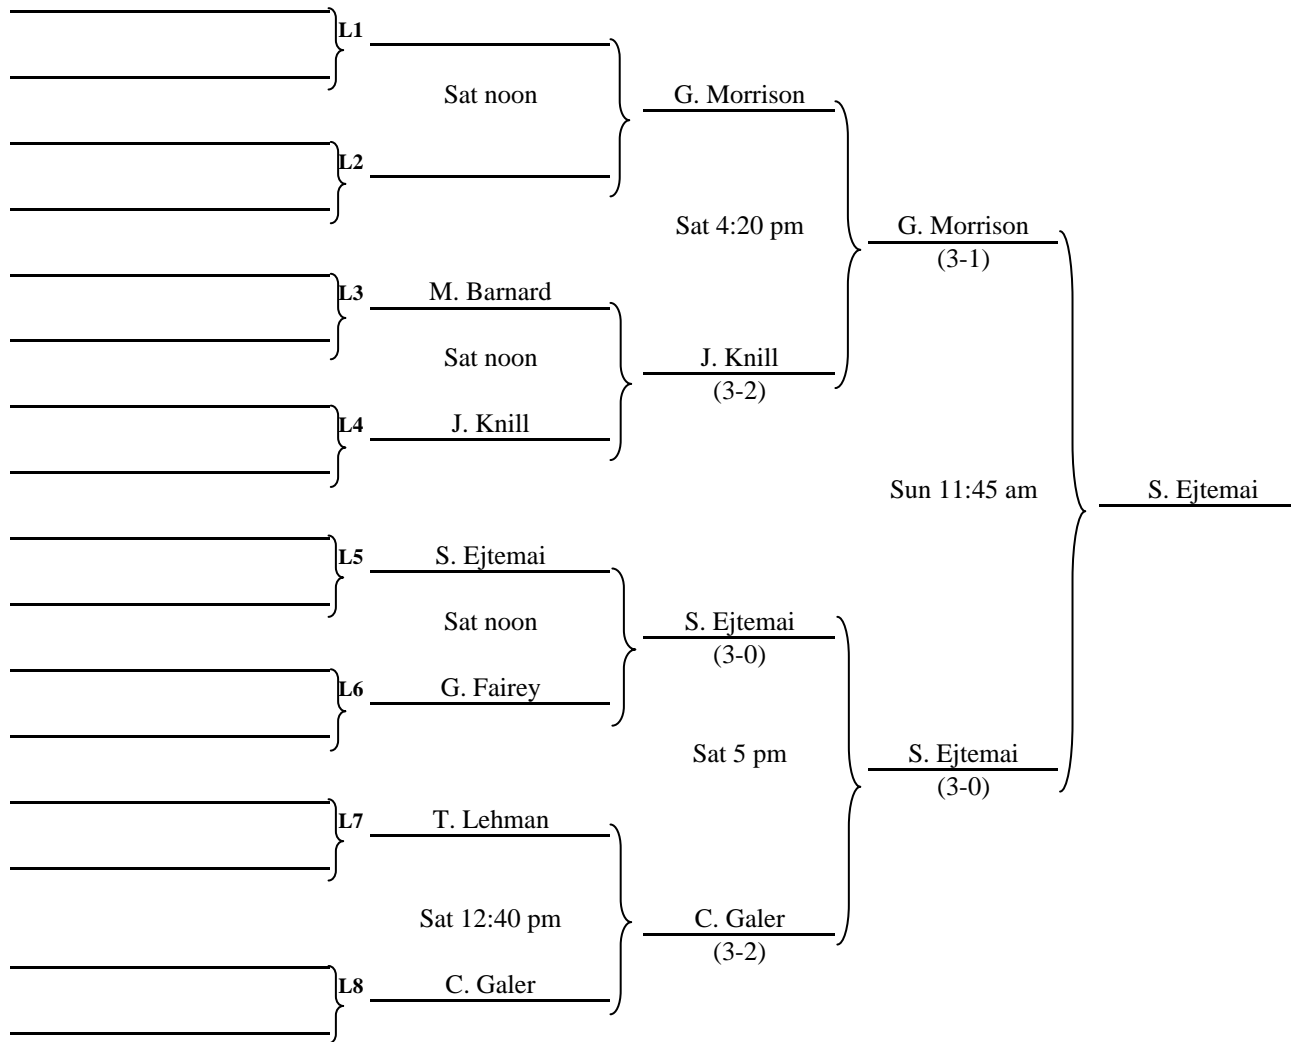 L1
Sat noon
G. Morrison
L2
Sat 4:20 pm
G. Morrison
(3-1)
L3
M. Barnard
Sat noon
J. Knill
(3-2)
L4
J. Knill
Sun 11:45 am
S. Ejtemai
L5
S. Ejtemai
Sat noon
S. Ejtemai
(3-0)
L6
G. Fairey
Sat 5 pm
S. Ejtemai
(3-0)
L7
T. Lehman
Sat 12:40 pm
C. Galer
(3-2)
L8
C. Galer